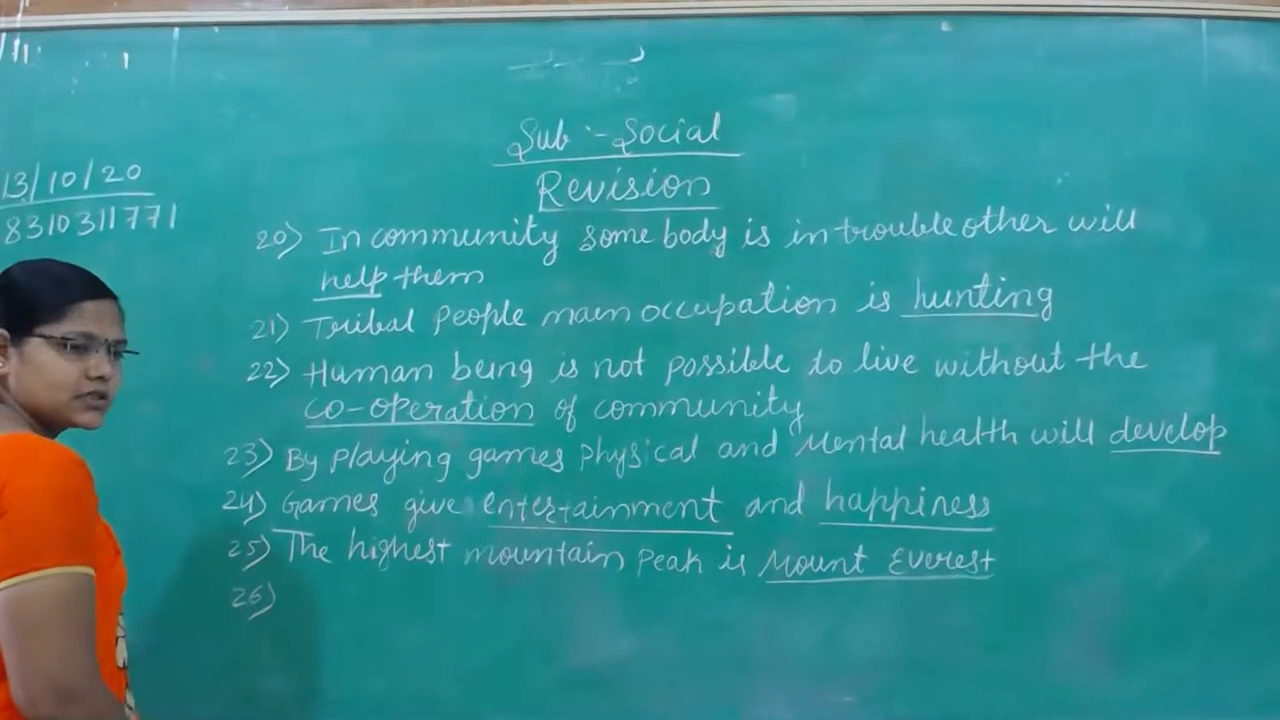 Sub :- Social
Revision
13/10/20
8310311771
20) In community some body is in trouble other will
help them
21) Tribal People main occupation is hunting
22) Human being is not possible to live without the
co-operation of community
23) By playing games physical and Mental health will develop
24) Games give entertainment and happiness
25) The highest mountain Peak is Mount Everest
26)